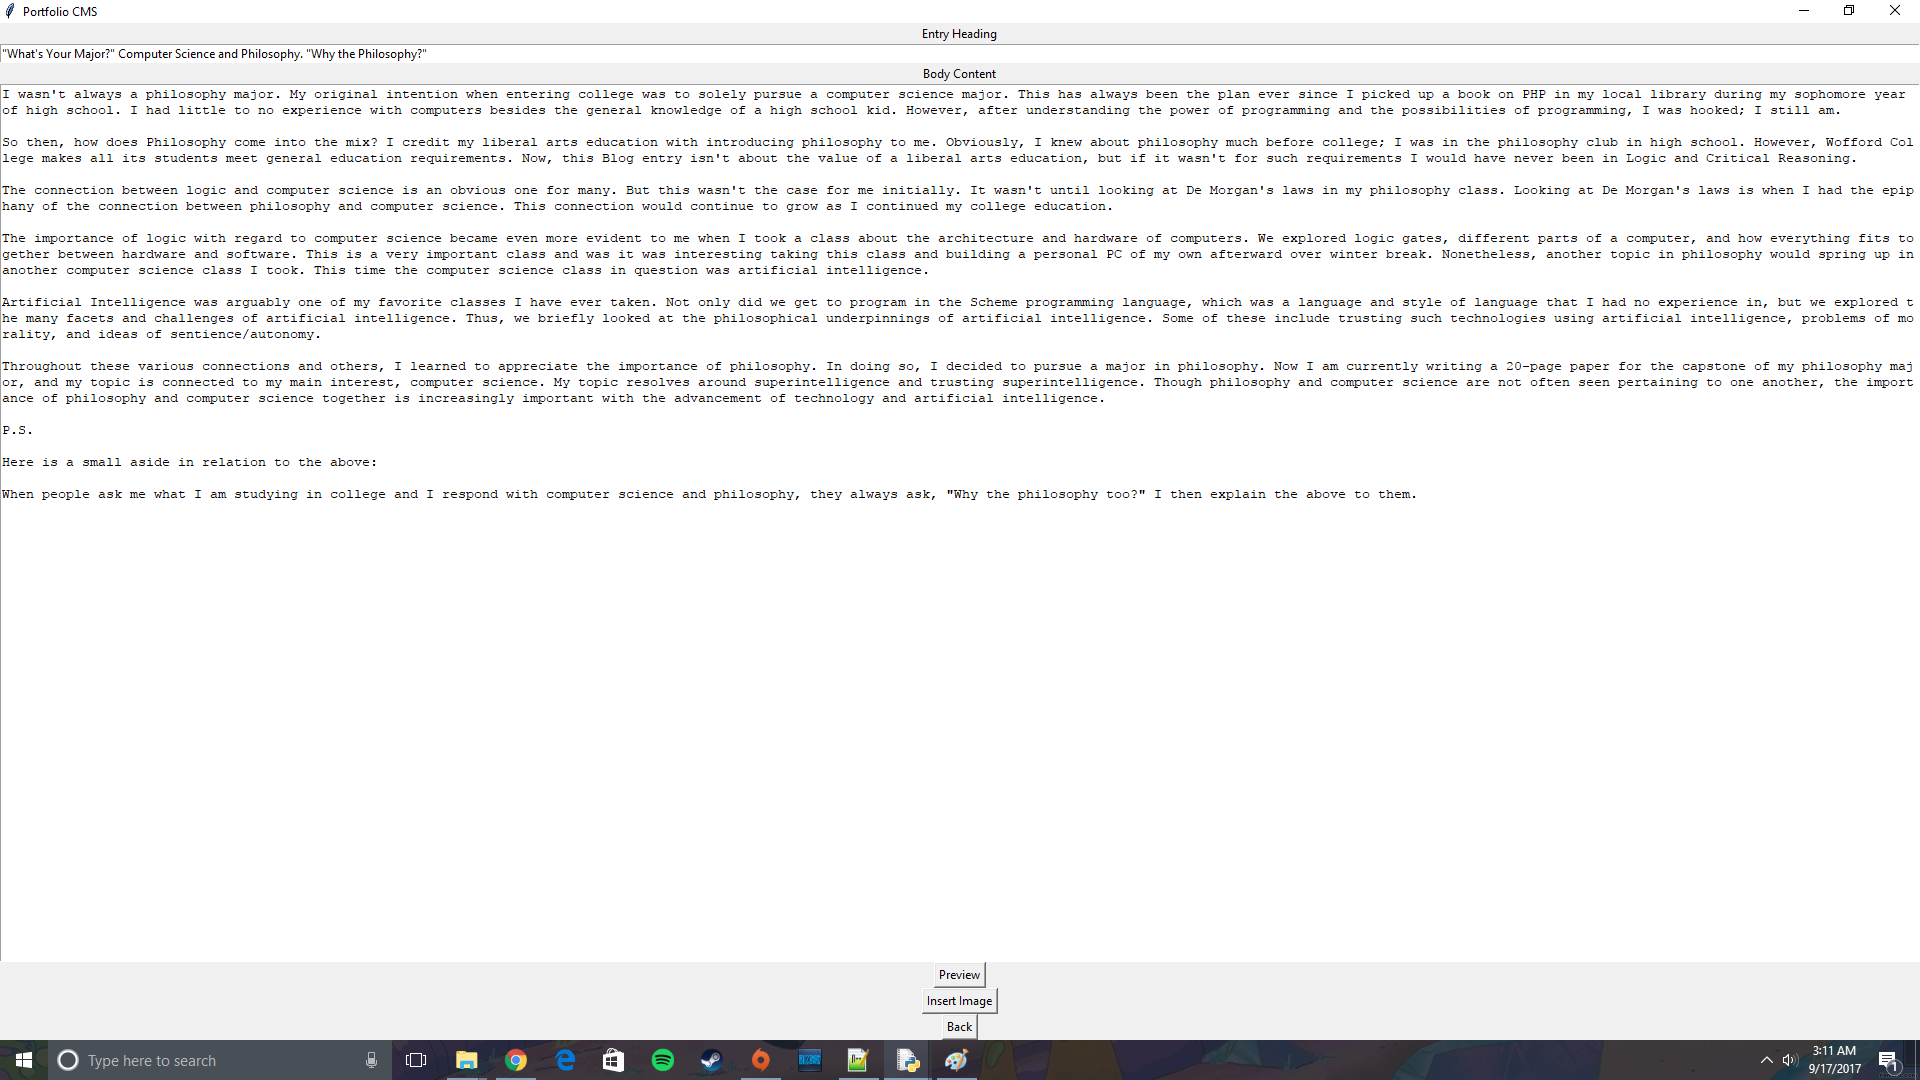 Portfolio CMS
Entry Heading
"What's Your Major?" Computer Science and Philosophy. "Why the Philosophy?"
Body Content
I wasn't always a philosophy major. My original intention when entering college was to solely pursue a computer science major. This has always been the plan ever since I picked up a book on PHP in my local library during my sophomore year
of high school. I had little to no experience with computers besides the general knowledge of a high school kid. However, after understanding the power of programming and the possibilities of programming, I was hooked; I still am.
So then, how does Philosophy come into the mix? I credit my liberal arts education with introducing philosophy to me. Obviously, I knew about philosophy much before college; I was in the philosophy club in high school. However, Wofford Col
lege makes all its students meet general education requirements. Now, this Blog entry isn't about the value of a liberal arts education, but if it wasn't for such requirements I would have never been in Logic and Critical Reasoning.
The connection between logic and computer science is an obvious one for many. But this wasn't the case for me initially. It wasn't until looking at De Morgan's laws in my philosophy class. Looking at De Morgan's laws is when I had the epip
hany of the connection between philosophy and computer science. This connection would continue to grow as I continued my college education.
The importance of logic with regard to computer science became even more evident to me when I took a class about the architecture and hardware of computers. We explored logic gates, different parts of a computer, and how everything fits to
gether between hardware and software. This is a very important class and was it was interesting taking this class and building a personal PC of my own afterward over winter break. Nonetheless, another topic in philosophy would spring up in
another computer science class I took. This time the computer science class in question was artificial intelligence.
Artificial Intelligence was arguably one of my favorite classes I have ever taken. Not only did we get to program in the Scheme programming language, which was a language and style of language that I had no experience in, but we explored t
he many facets and challenges of artificial intelligence. Thus, we briefly looked at the philosophical underpinnings of artificial intelligence. Some of these include trusting such technologies using artificial intelligence, problems of mo
rality, and ideas of sentience/autonomy.
Throughout these various connections and others, I learned to appreciate the importance of philosophy. In doing so, I decided to pursue a major in philosophy. Now I am currently writing a 20-page paper for the capstone of my philosophy maj
or, and my topic is connected to my main interest, computer science. My topic resolves around superintelligence and trusting superintelligence. Though philosophy and computer science are not often seen pertaining to one another, the import
ance of philosophy and computer science together is increasingly important with the advancement of technology and artificial intelligence.
P.S.
Here is a small aside in relation to the above:
When people ask me what I am studying in college and I respond with computer science and philosophy, they always ask, "Why the philosophy too?" I then explain the above to them.
Preview
Insert Image
Back
Type here to search
3:11 AM
9/17/2017
1